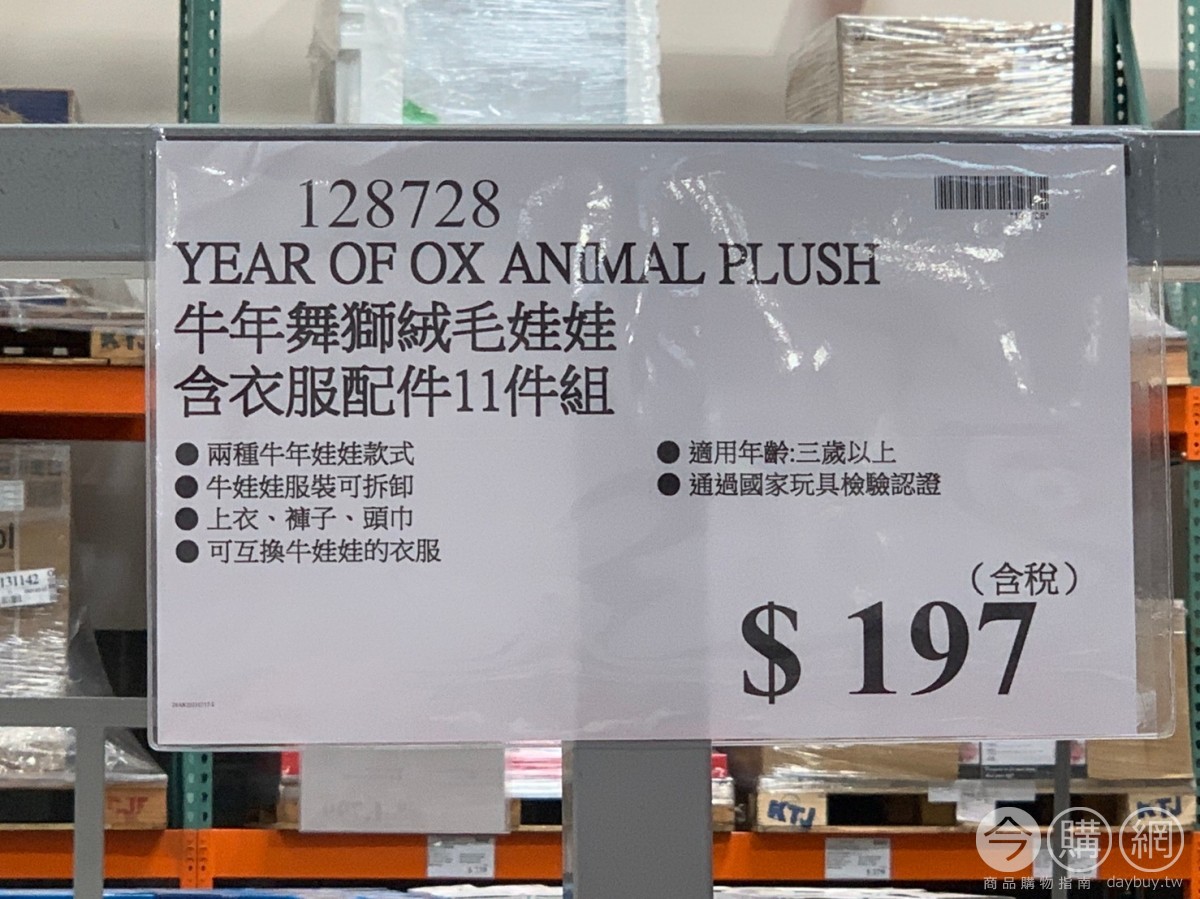 128728
YEAR OF OX ANIMAL PLUSH
牛年舞獅絨毛娃娃
含衣服配件11件組
● 兩種牛年娃娃款式
● 牛娃娃服裝可拆卸
● 上衣、褲子、頭巾
● 可互換牛娃娃的衣服
● 適用年齡:三歲以上
● 通過國家玩具檢驗認證
（含稅）
$ 197
KTJ
131142
KTJ
KTJ
今購網
商品購物指南 daybuy.tw